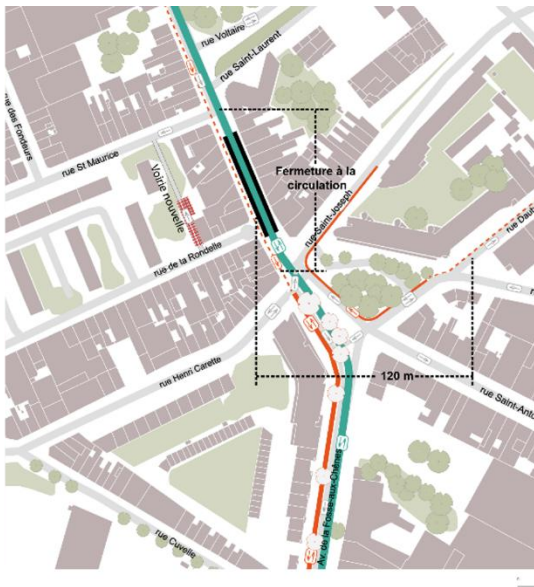 rue Voltaire
rue Saint-Laurent
rue des Fondeurs
rue St Maurice
Voirie nouvelle
Fermeture à la
circulation
rue Saint-Joseph
rue de la Rondelle
rue Daub
rue Henri Carette
120 m
rue Saint-Anto
Av. de la Fosse-aux-Chênes
rue Cuvelle